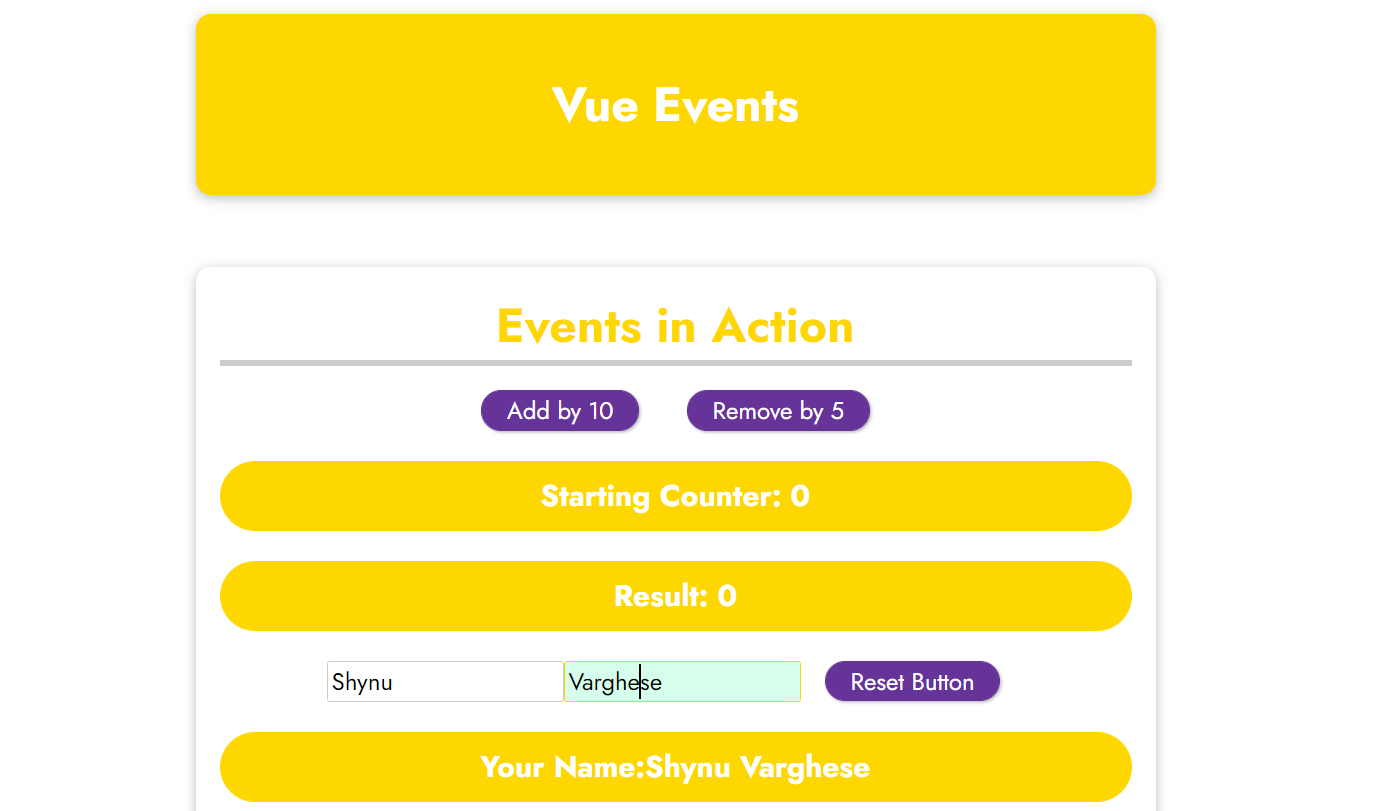 Vue Events
Events in Action
Add by 10 Remove by 5
Starting Counter: 0
Result: 0
Shynu Varghese Reset Button
Your Name:Shynu Varghese